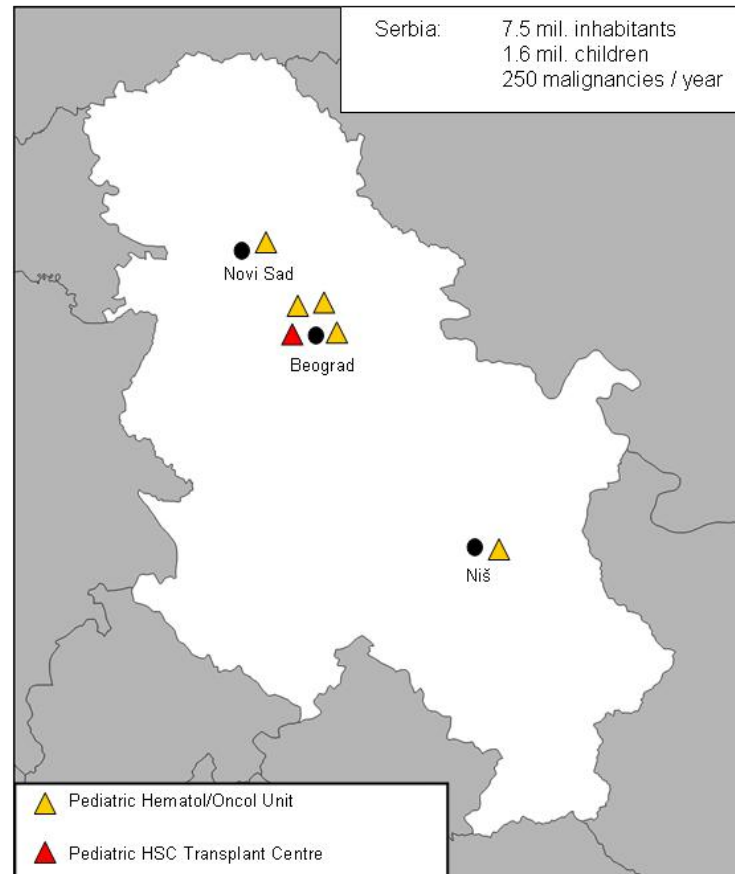 Serbia: 7.5 mil. inhabitants
1.6 mil. children
250 malignancies / year
Novi Sad
Beograd
Niš
Pediatric Hematol/Oncol Unit
Pediatric HSC Transplant Centre